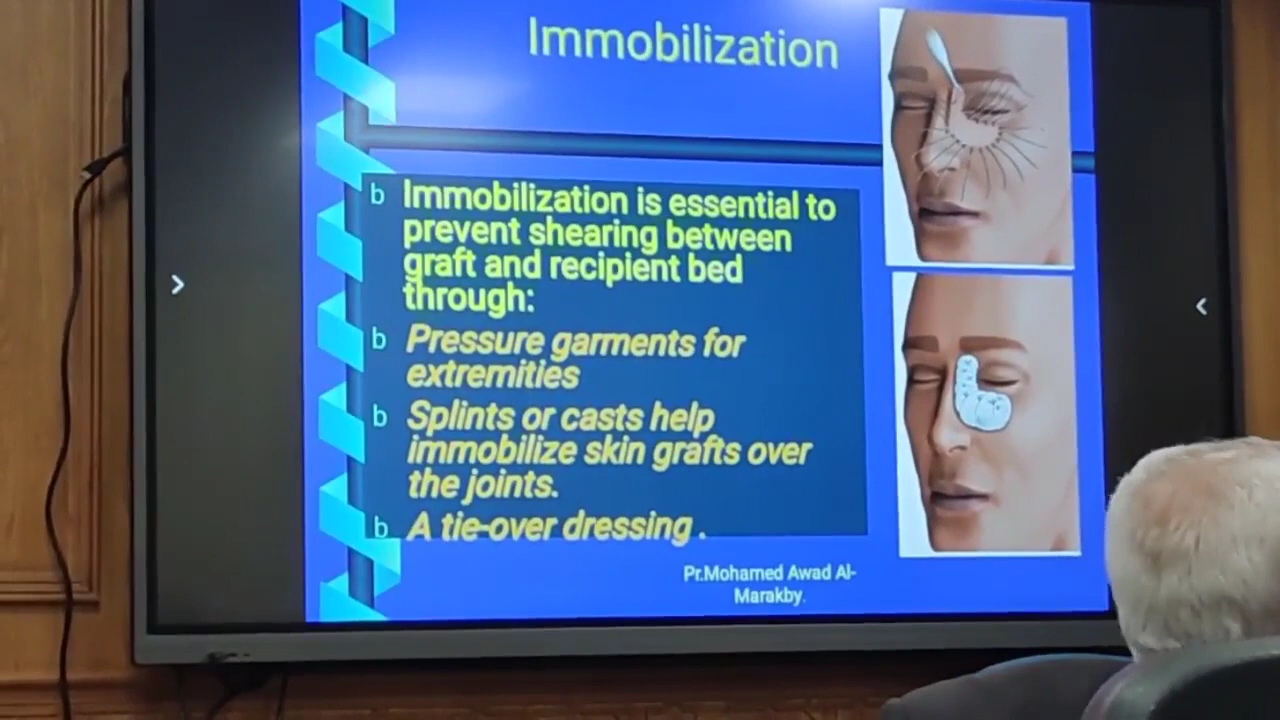 Immobilization
b Immobilization is essential to
prevent shearing between
graft and recipient bed
through:
b Pressure garments for
extremities
b Splints or casts help
immobilize skin grafts over
the joints.
b A tie-over dressing .
Pr.Mohamed Awad Al-
Marakby.